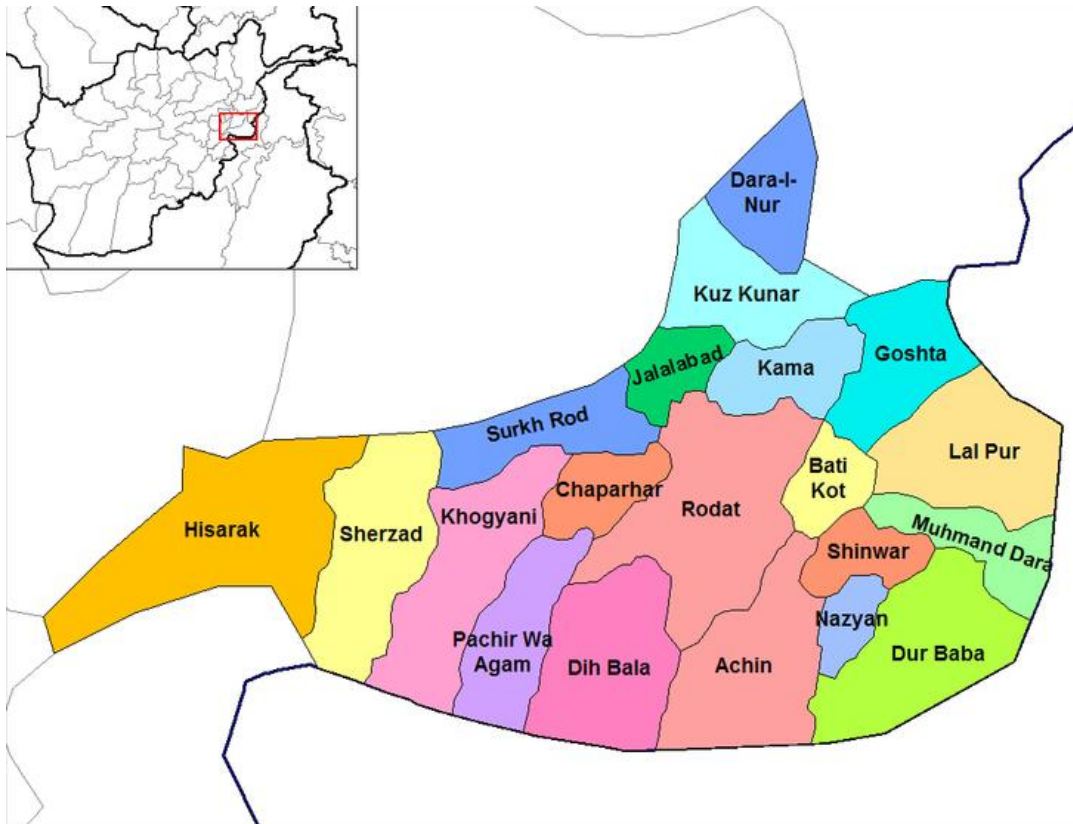 Dara-I-
Nur
Kuz Kunar
Goshta
Jalalabad
Kama
Surkh Rod
Lal Pur
Bati
Kot
Chaparhar
Khogyani
Rodat
Hisarak
Sherzad
Muhmand Dara
Shinwar
Nazyan
Pachir Wa
Agam
Dih Bala
Achin
Dur Baba